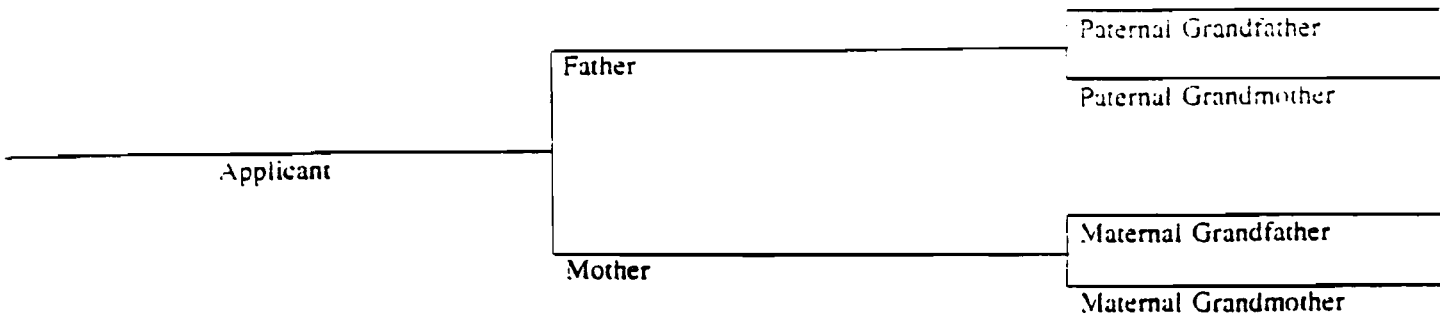 Paternal Grandfather
Father
Paternal Grandmother
Applicant
Maternal Grandfather
Mother
Maternal Grandmother